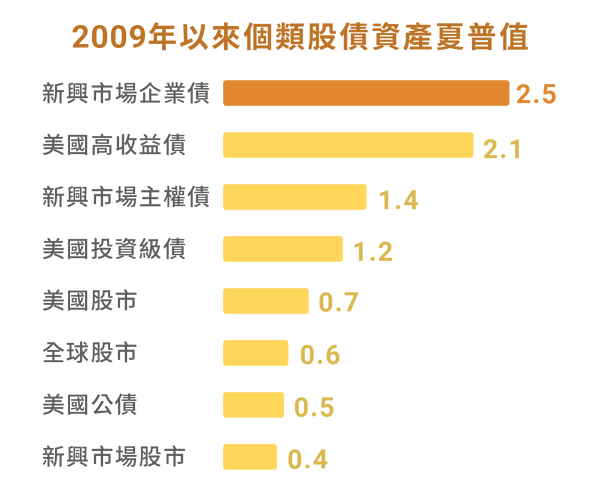 2009年以來個類股債資產夏普值
新興市場企業債 2.5
美國高收益債 2.1
新興市場主權債 1.4
美國投資級債 1.2
美國股市 0.7
全球股市 0.6
美國公債 0.5
新興市場股市 0.4